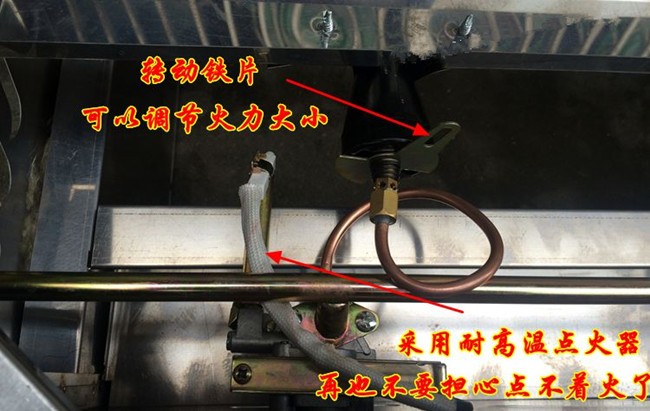 转动铁片
可以调节火力大小
采用耐高温点火器
再也不要担心点不着火了